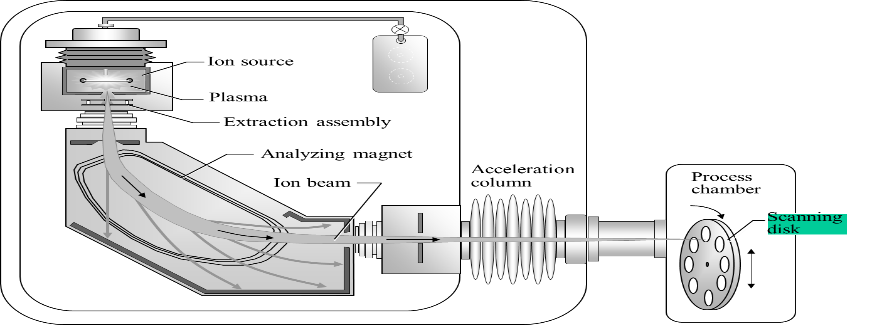 Ion source
Plasma
Extraction assembly
Analyzing magnet
Ion beam
Acceleration
column
Process
chamber
Scanning
disk